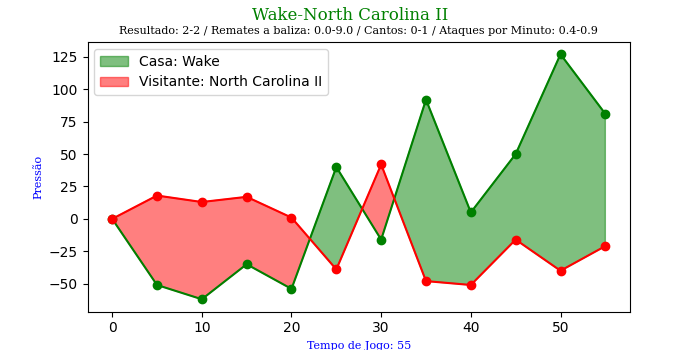 Wake-North Carolina II
Resultado: 2-2 / Remates a baliza: 0.0-9.0 / Cantos: 0-1 / Ataques por Minuto: 0.4-0.9
Casa: Wake
Visitante: North Carolina II
125
100
75
50
25
0
−25
−50
Pressão
0 10 20 30 40 50
Tempo de Jogo: 55